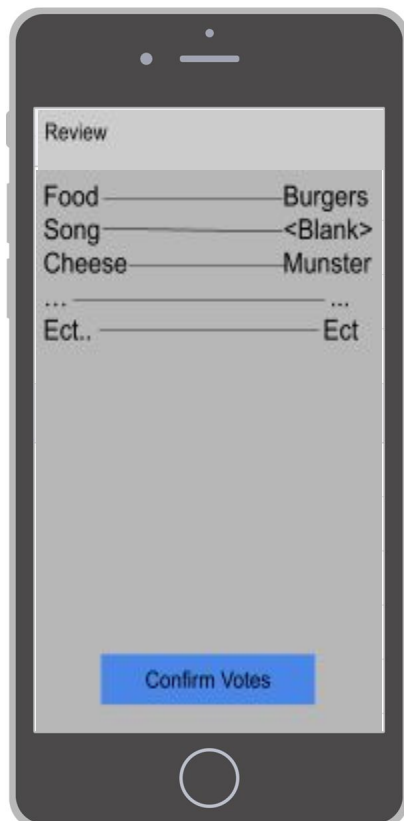 Review
Food Burgers
Song <Blank>
Cheese Munster
... ...
Ect.. Ect
Confirm Votes